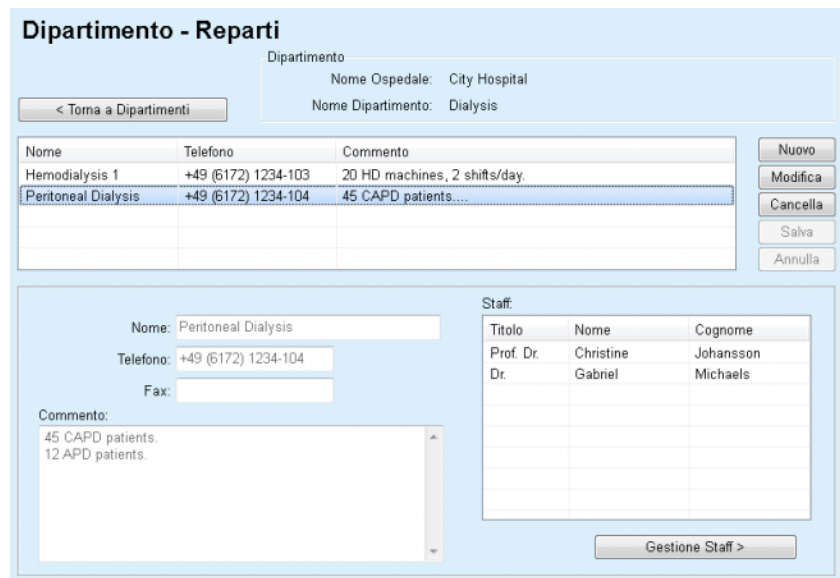 Dipartimento - Reparti
Dipartimento
Nome Ospedale: City Hospital
< Torna a Dipartimenti
Nome Dipartimento: Dialysis
Nome Telefono Commento
Hemodialysis 1 +49 (6172) 1234-103 20 HD machines, 2 shifts/day.
Peritoneal Dialysis +49 (6172) 1234-104 45 CAPD patients....
Nuovo
Modifica
Cancella
Salva
Annulla
Nome: Peritoneal Dialysis
Telefono: +49 (6172) 1234-104
Fax:
Commento:
45 CAPD patients.
12 APD patients.
Staff:
Titolo Nome Cognome
Prof. Dr. Christine Johansson
Dr. Gabriel Michaels
Gestione Staff >